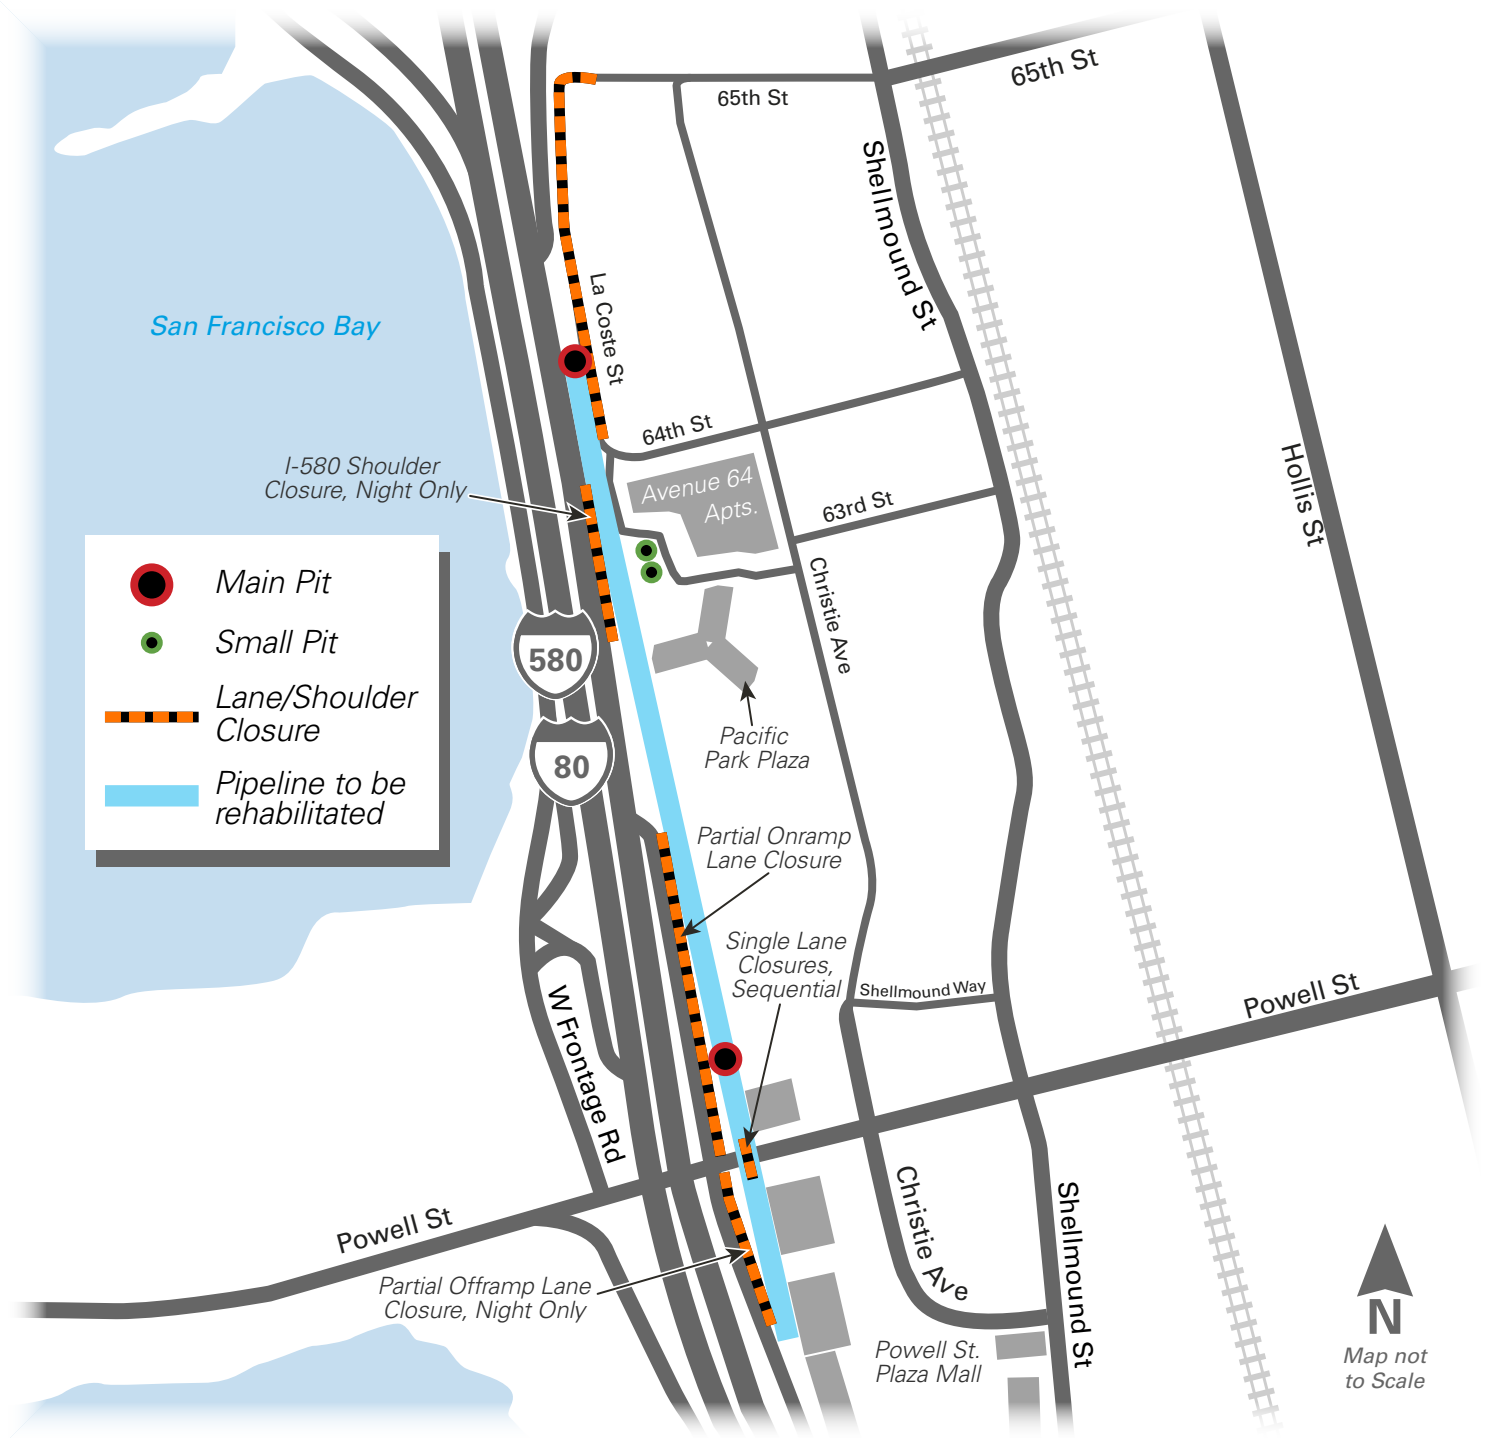 65th St
65th St
Shellmound St
La Coste St
San Francisco Bay
64th St
I-580 Shoulder
Closure, Night Only
Avenue 64
Apts.
63rd St
Hollis St
Main Pit
Small Pit
Lane/Shoulder
Closure
Pipeline to be
rehabilitated
580
80
Christie Ave
Pacific
Park Plaza
Partial Onramp
Lane Closure
Single Lane
Closures,
Sequential
Shellmound Way
Powell St
W Frontage Rd
Powell St
Christie Ave
Shellmound St
Partial Offramp Lane
Closure, Night Only
Powell St.
Plaza Mall
N
Map not
to Scale